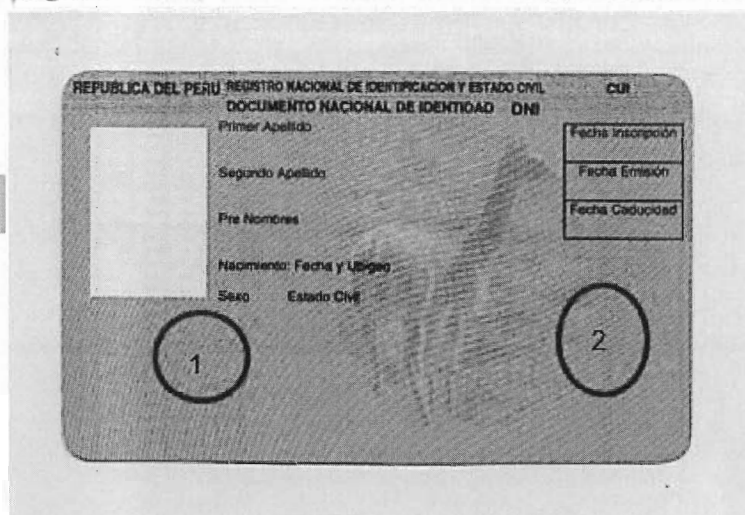 REPUBLICA DEL PERU REGISTRO NACIONAL DE IDENTIFICACION Y ESTADO CIVIL CUI
DOCUMENTO NACIONAL DE IDENTIDAD DNI
Primer Apellido
Fecha Inscripción
Segundo Apellido
Fecha Emisión
Pre Nombres
Fecha Caducidad
Nacimiento: Fecha y Ubigeo
Sexo Estado Civil
1
2